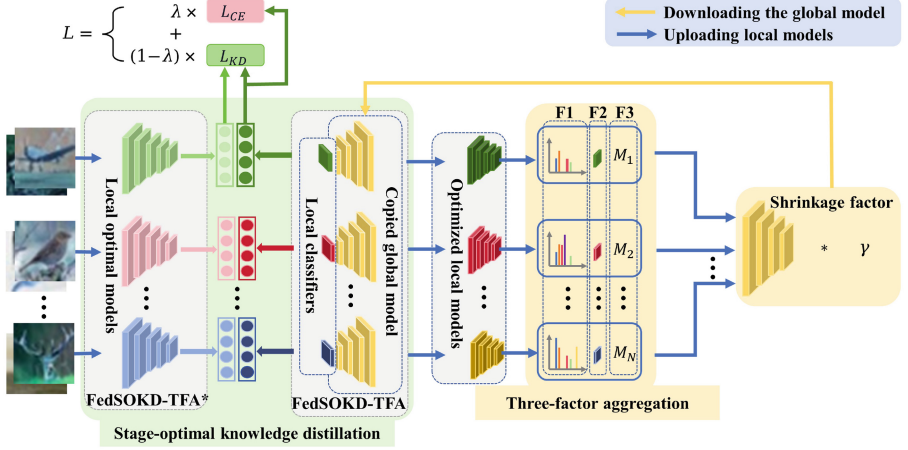 L =
λ × L_CE
+
(1−λ) × L_KD
Downloading the global model
Uploading local models
F1 F2 F3
Local optimal models
Local classifiers
Copied global model
Optimized local models
M_1
M_2
M_N
Shrinkage factor
* γ
FedSOKD-TFA*
FedSOKD-TFA
Stage-optimal knowledge distillation
Three-factor aggregation